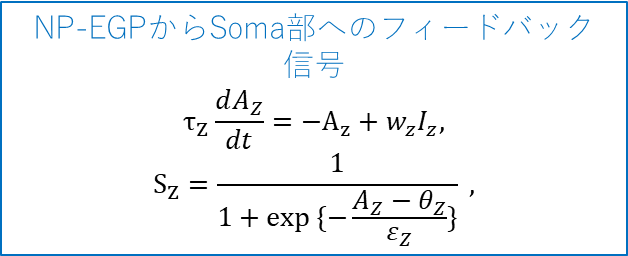 NP-EGPからSoma部へのフィードバック
信号
τ_z dA_Z/dt = −A_z + w_z I_z,
S_Z = 1/(1 + exp {−(A_Z − θ_Z)/ε_Z}) ,